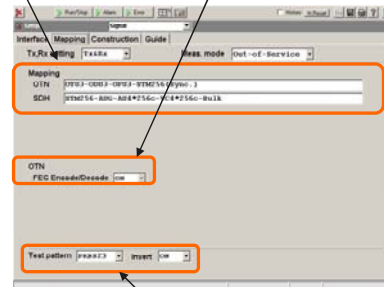 Run/Stop Alarm Error
Signal
Interface Mapping Construction Guide
Tx,Rx setting Tx&Rx Meas. mode Out-of-Service
Mapping
OTN OTU3-ODU3-OPU3-STM256(Sync.)
SDH STM256-AUG-AU4*256c-VC4*256c-Bulk
OTN
FEC Encode/Decode ON
Test pattern PRBS23 Insert ON